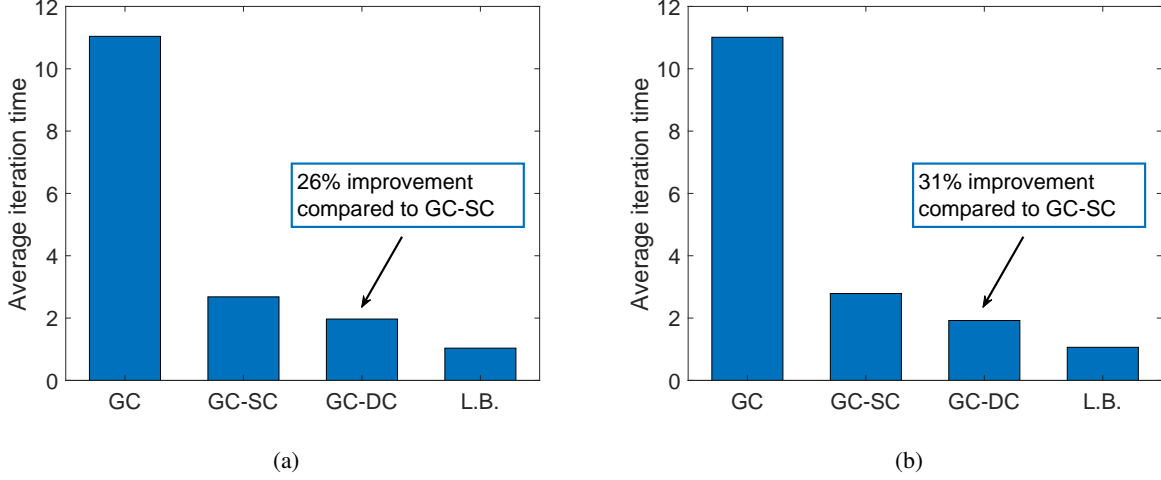 12
10
8
6
4
2
0
Average iteration time
26% improvement
compared to GC-SC
GC GC-SC GC-DC L.B.
(a)
12
10
8
6
4
2
0
Average iteration time
31% improvement
compared to GC-SC
GC GC-SC GC-DC L.B.
(b)